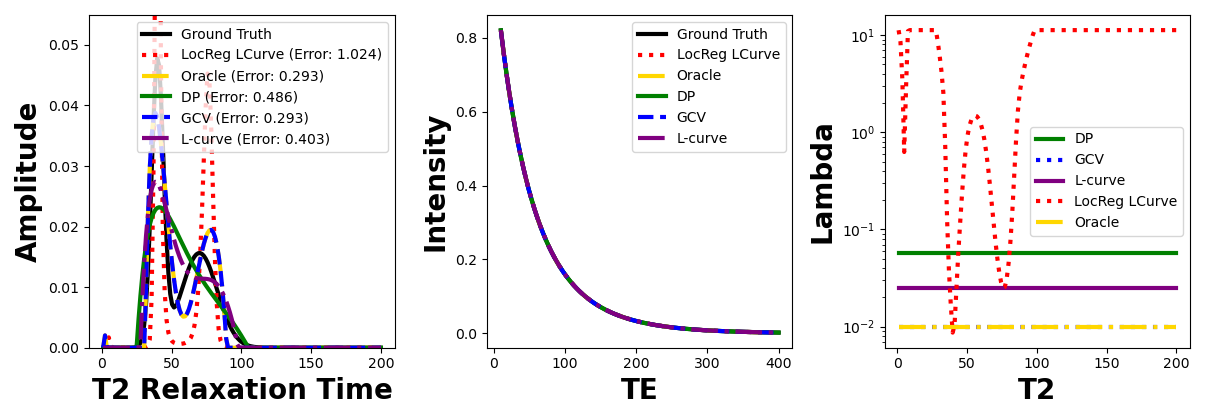 Amplitude
0.05
0.04
0.03
0.02
0.01
0.00
Ground Truth
LocReg LCurve (Error: 1.024)
Oracle (Error: 0.293)
DP (Error: 0.486)
GCV (Error: 0.293)
L-curve (Error: 0.403)
0 50 100 150 200
T2 Relaxation Time
Intensity
0.8
0.6
0.4
0.2
0.0
Ground Truth
LocReg LCurve
Oracle
DP
GCV
L-curve
0 100 200 300 400
TE
Lambda
10¹
10⁰
10⁻¹
10⁻²
DP
GCV
L-curve
LocReg LCurve
Oracle
0 50 100 150 200
T2